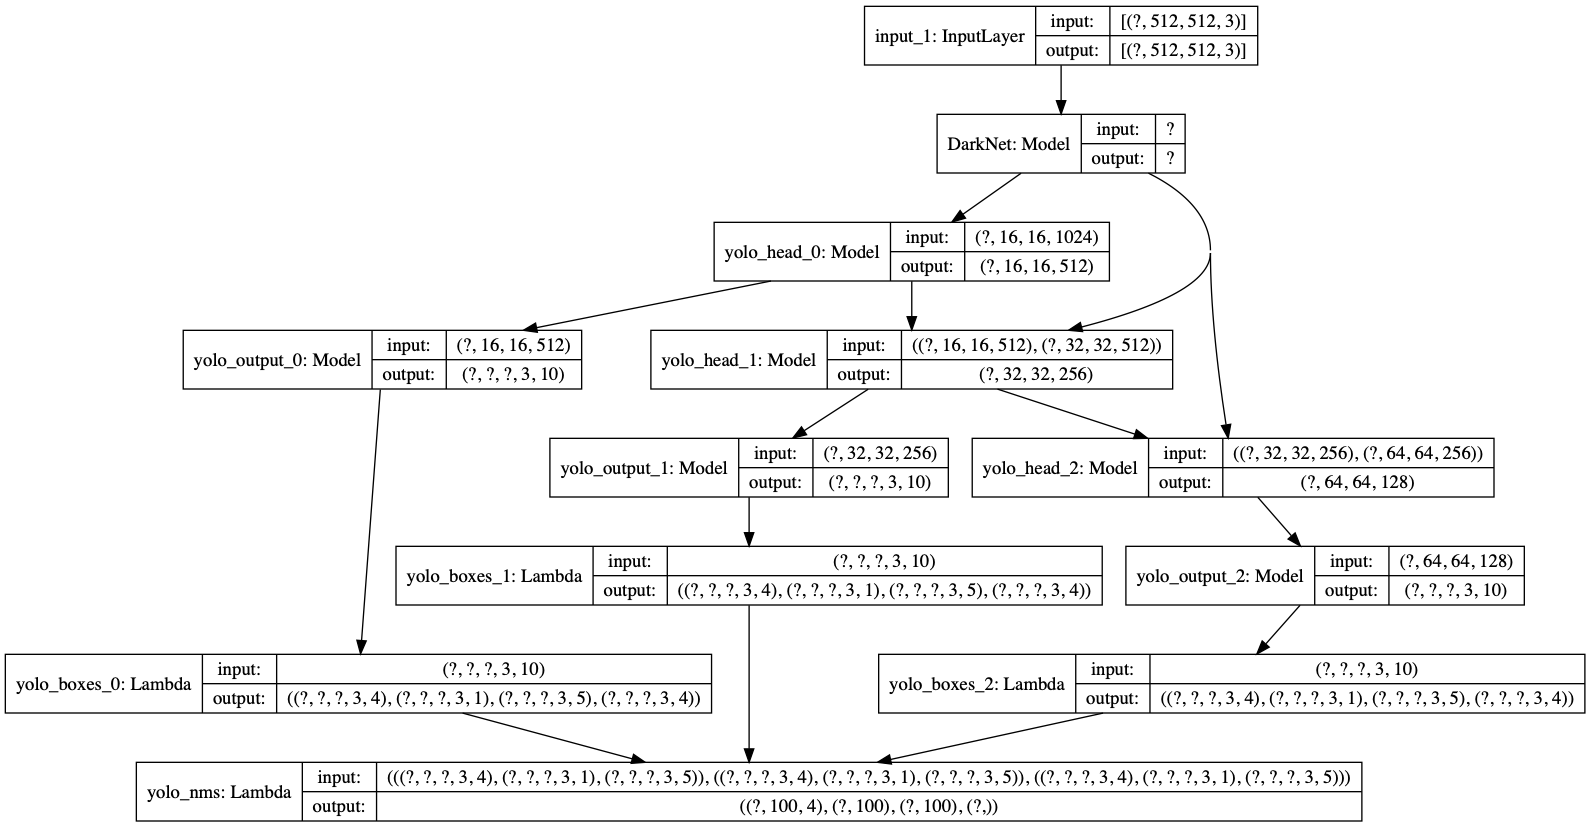 input_1: InputLayer
input:
[(?, 512, 512, 3)]
output:
[(?, 512, 512, 3)]
DarkNet: Model
input:
?
output:
?
yolo_head_0: Model
input:
(?, 16, 16, 1024)
output:
(?, 16, 16, 512)
yolo_output_0: Model
input:
(?, 16, 16, 512)
output:
(?, ?, ?, 3, 10)
yolo_head_1: Model
input:
((?, 16, 16, 512), (?, 32, 32, 512))
output:
(?, 32, 32, 256)
yolo_output_1: Model
input:
(?, 32, 32, 256)
output:
(?, ?, ?, 3, 10)
yolo_head_2: Model
input:
((?, 32, 32, 256), (?, 64, 64, 256))
output:
(?, 64, 64, 128)
yolo_boxes_1: Lambda
input:
(?, ?, ?, 3, 10)
output:
((?, ?, ?, 3, 4), (?, ?, ?, 3, 1), (?, ?, ?, 3, 5), (?, ?, ?, 3, 4))
yolo_output_2: Model
input:
(?, 64, 64, 128)
output:
(?, ?, ?, 3, 10)
yolo_boxes_0: Lambda
input:
(?, ?, ?, 3, 10)
output:
((?, ?, ?, 3, 4), (?, ?, ?, 3, 1), (?, ?, ?, 3, 5), (?, ?, ?, 3, 4))
yolo_boxes_2: Lambda
input:
(?, ?, ?, 3, 10)
output:
((?, ?, ?, 3, 4), (?, ?, ?, 3, 1), (?, ?, ?, 3, 5), (?, ?, ?, 3, 4))
yolo_nms: Lambda
input:
(((?, ?, ?, 3, 4), (?, ?, ?, 3, 1), (?, ?, ?, 3, 5)), ((?, ?, ?, 3, 4), (?, ?, ?, 3, 1), (?, ?, ?, 3, 5)), ((?, ?, ?, 3, 4), (?, ?, ?, 3, 1), (?, ?, ?, 3, 5)))
output:
((?, 100, 4), (?, 100), (?, 100), (?,))